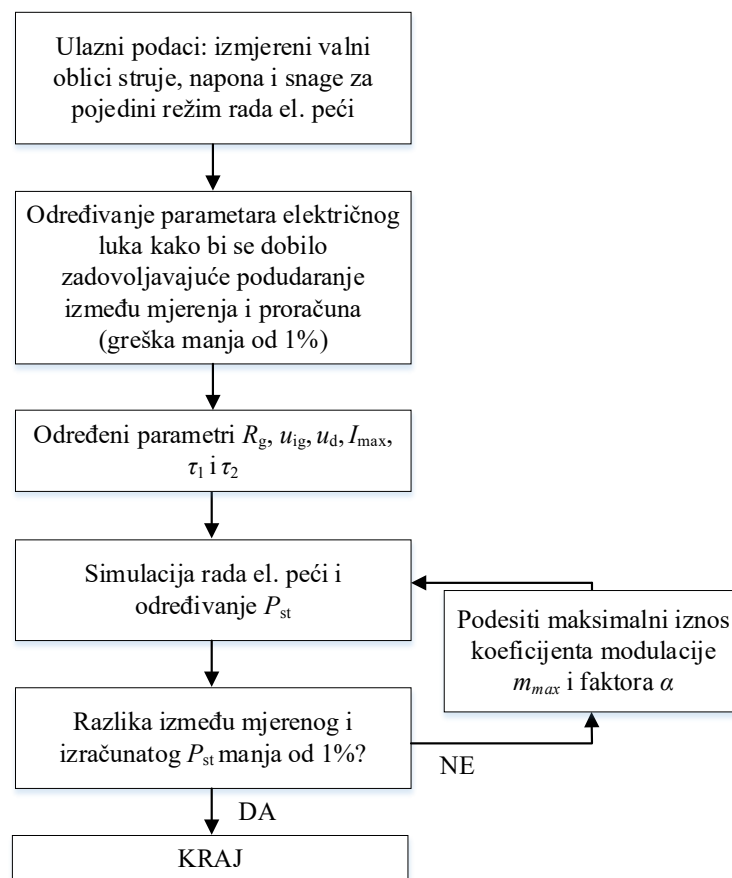 Ulazni podaci: izmjereni valni
oblici struje, napona i snage za
pojedini režim rada el. peći
Određivanje parametara električnog
luka kako bi se dobilo
zadovoljavajuće podudaranje
između mjerenja i proračuna
(greška manja od 1%)
Određeni parametri Rg, uig, ud, Imax,
τ1 i τ2
Simulacija rada el. peći i
određivanje Pst
Podesiti maksimalni iznos
koeficijenta modulacije
mmax i faktora α
Razlika između mjerenog i
izračunatog Pst manja od 1%?
NE
DA
KRAJ